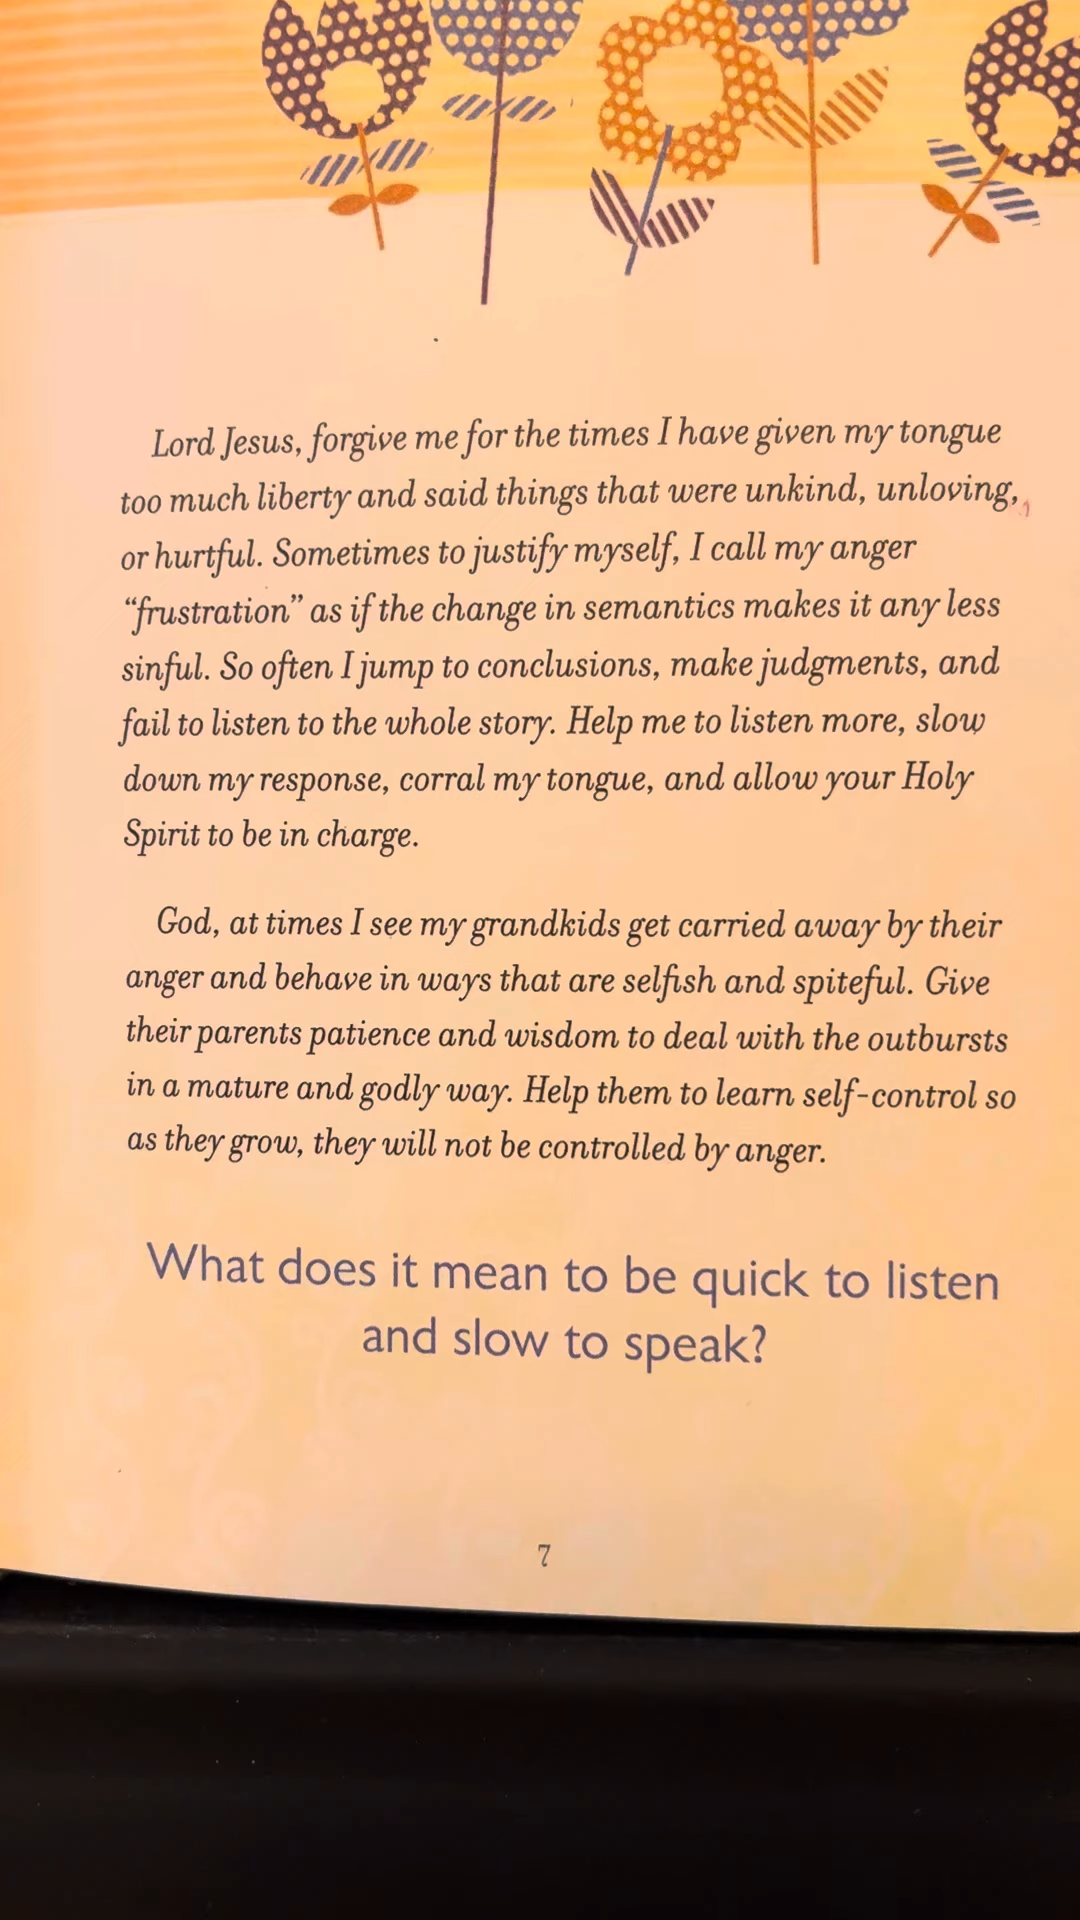 Lord Jesus, forgive me for the times I have given my tongue
too much liberty and said things that were unkind, unloving,
or hurtful. Sometimes to justify myself, I call my anger
“frustration” as if the change in semantics makes it any less
sinful. So often I jump to conclusions, make judgments, and
fail to listen to the whole story. Help me to listen more, slow
down my response, corral my tongue, and allow your Holy
Spirit to be in charge.
God, at times I see my grandkids get carried away by their
anger and behave in ways that are selfish and spiteful. Give
their parents patience and wisdom to deal with the outbursts
in a mature and godly way. Help them to learn self-control so
as they grow, they will not be controlled by anger.
What does it mean to be quick to listen
and slow to speak?
7